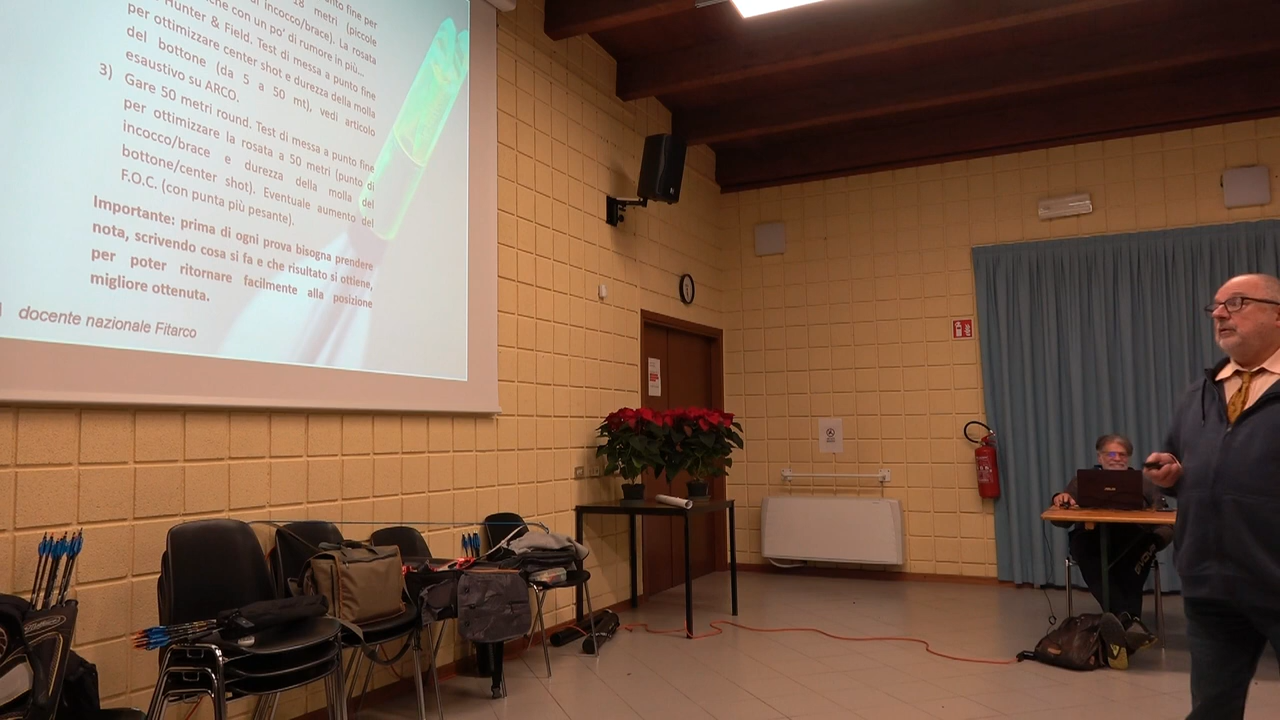 28 metri (piccole
di incocco/brace). La rosata
con un po' di rumore in più...
Hunter & Field. Test di messa a punto fine
per ottimizzare center shot e durezza della molla
del bottone (da 5 a 50 mt), vedi articolo
esaustivo su ARCO.
3) Gare 50 metri round. Test di messa a punto fine
per ottimizzare la rosata a 50 metri (punto di
incocco/brace e durezza della molla del
bottone/center shot). Eventuale aumento del
F.O.C. (con punta più pesante).
Importante: prima di ogni prova bisogna prendere
nota, scrivendo cosa si fa e che risultato si ottiene,
per poter ritornare facilmente alla posizione
migliore ottenuta.
docente nazionale Fitarco